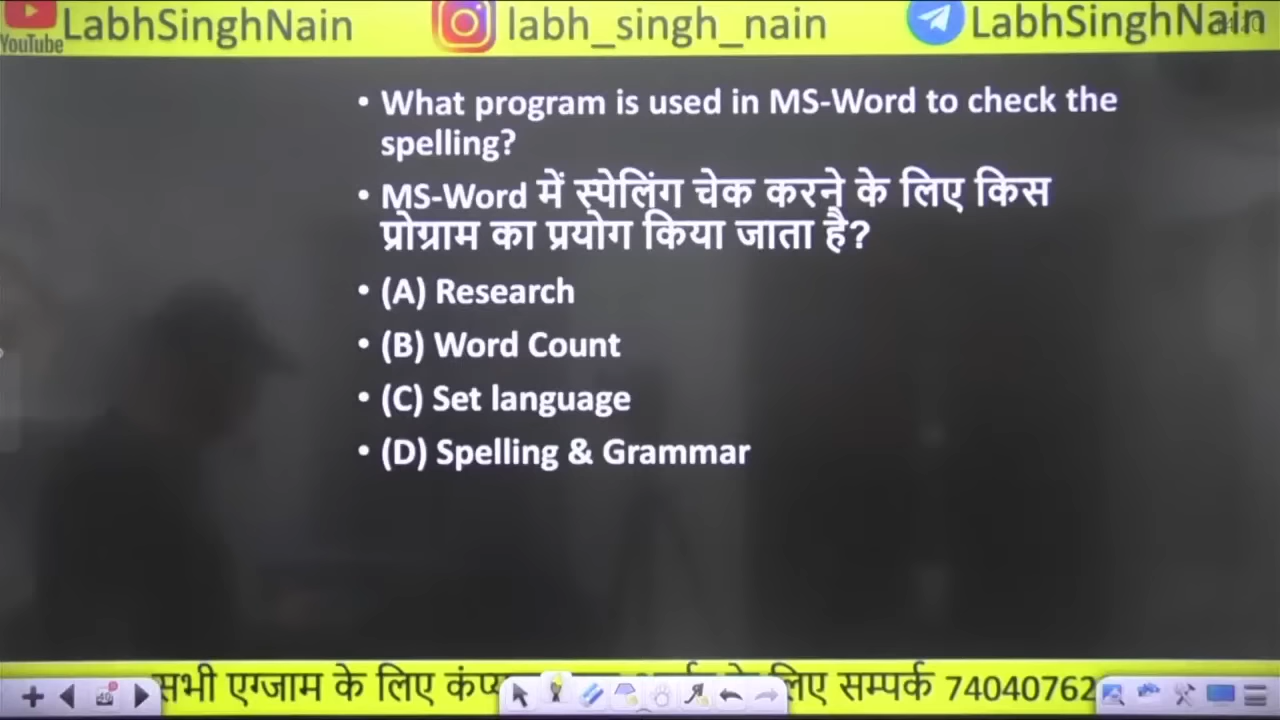 YouTube LabhSinghNain labh_singh_nain LabhSinghNain
• What program is used in MS-Word to check the
spelling?
• MS-Word में स्पेलिंग चेक करने के लिए किस
प्रोग्राम का प्रयोग किया जाता है?
• (A) Research
• (B) Word Count
• (C) Set language
• (D) Spelling & Grammar
सभी एग्जाम के लिए लिए सम्पर्क 74040762